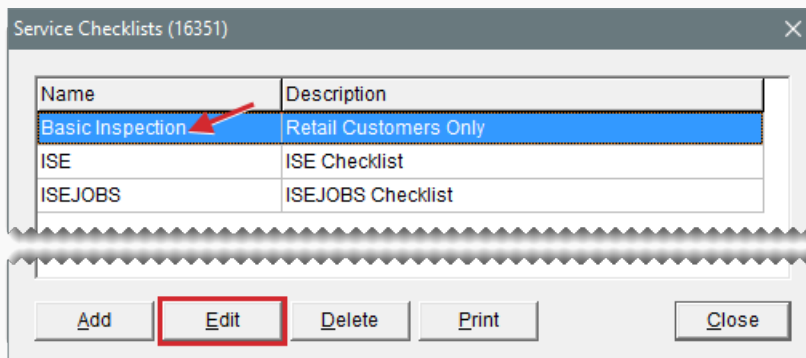 Service Checklists (16351)
Name Description
Basic Inspection Retail Customers Only
ISE ISE Checklist
ISEJOBS ISEJOBS Checklist
Add Edit Delete Print Close